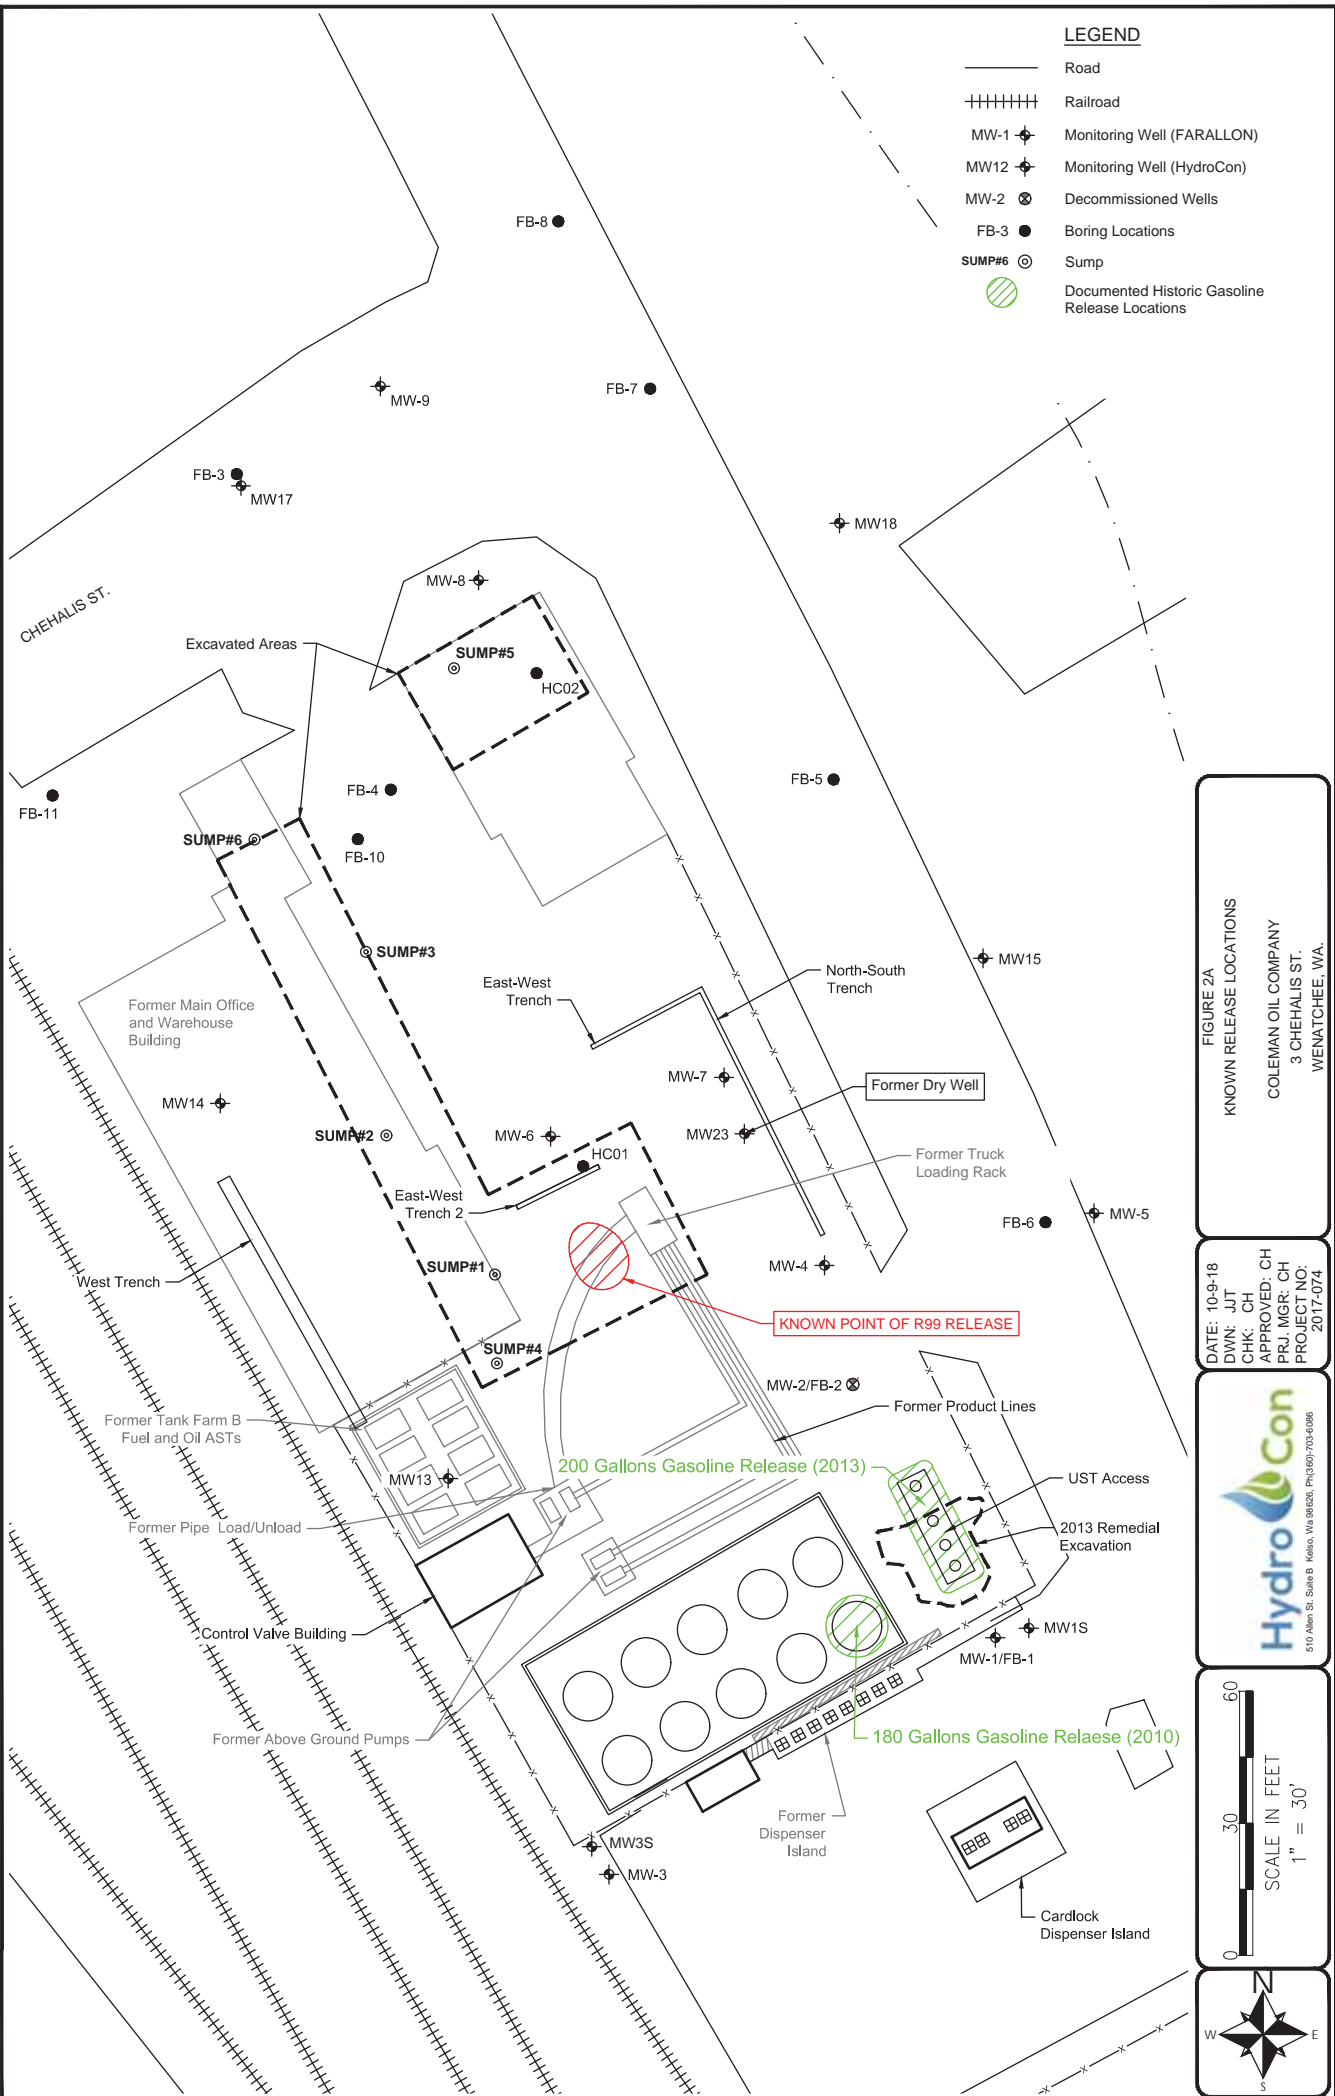 LEGEND
Road
Railroad
MW-1 Monitoring Well (FARALLON)
MW12 Monitoring Well (HydroCon)
MW-2 Decommissioned Wells
FB-3 Boring Locations
SUMP#6 Sump
Documented Historic Gasoline
Release Locations
FB-8
FB-7
MW-9
FB-3
MW17
MW18
CHEHALIS ST.
MW-8
Excavated Areas
SUMP#5
HC02
FB-5
FB-4
FB-11
SUMP#6
FB-10
SUMP#3
MW15
East-West
Trench
North-South
Trench
Former Main Office
and Warehouse
Building
MW-7
Former Dry Well
MW14
SUMP#2
MW-6
MW23
HC01
Former Truck
Loading Rack
East-West
Trench 2
FB-6
MW-5
West Trench
SUMP#1
MW-4
KNOWN POINT OF R99 RELEASE
SUMP#4
MW-2/FB-2
Former Product Lines
Former Tank Farm B
Fuel and Oil ASTs
200 Gallons Gasoline Release (2013)
MW13
UST Access
Former Pipe Load/Unload
2013 Remedial
Excavation
Control Valve Building
MW1S
MW-1/FB-1
Former Above Ground Pumps
180 Gallons Gasoline Relaese (2010)
Former
Dispenser
Island
MW3S
MW-3
Cardlock
Dispenser Island
FIGURE 2A
KNOWN RELEASE LOCATIONS
COLEMAN OIL COMPANY
3 CHEHALIS ST.
WENATCHEE, WA.
DATE: 10-9-18
DWN: JJT
CHK: CH
APPROVED: CH
PRJ. MGR: CH
PROJECT NO:
2017-074
HydroCon
510 Allen St. Suite B Kelso, Wa 98626, Ph(360)-703-6086
0 30 60
SCALE IN FEET
1" = 30'
N
W E
S